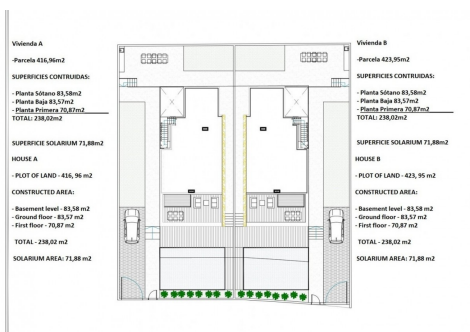 Vivienda A
-Parcela 416,96m2
SUPERFICIES CONTRUIDAS:
- Planta Sótano 83,58m2
- Planta Baja 83,57m2
- Planta Primera 70,87m2
TOTAL: 238,02m2
SUPERFICIE SOLARIUM 71,88m2
HOUSE A
- PLOT OF LAND - 416, 96 m2
CONSTRUCTED AREA:
- Basement level - 83,58 m2
- Ground floor - 83,57 m2
- First floor - 70,87 m2
TOTAL - 238,02 m2
SOLARIUM AREA: 71,88 m2
Vivienda B
-Parcela 423,95m2
SUPERFICIES CONTRUIDAS:
- Planta Sótano 83,58m2
- Planta Baja 83,57m2
- Planta Primera 70,87m2
TOTAL: 238,02m2
SUPERFICIE SOLARIUM 71,88m2
HOUSE B
- PLOT OF LAND - 423, 95 m2
CONSTRUCTED AREA:
- Basement level - 83,58 m2
- Ground floor - 83,57 m2
- First floor - 70,87 m2
TOTAL - 238,02 m2
SOLARIUM AREA: 71,88 m2